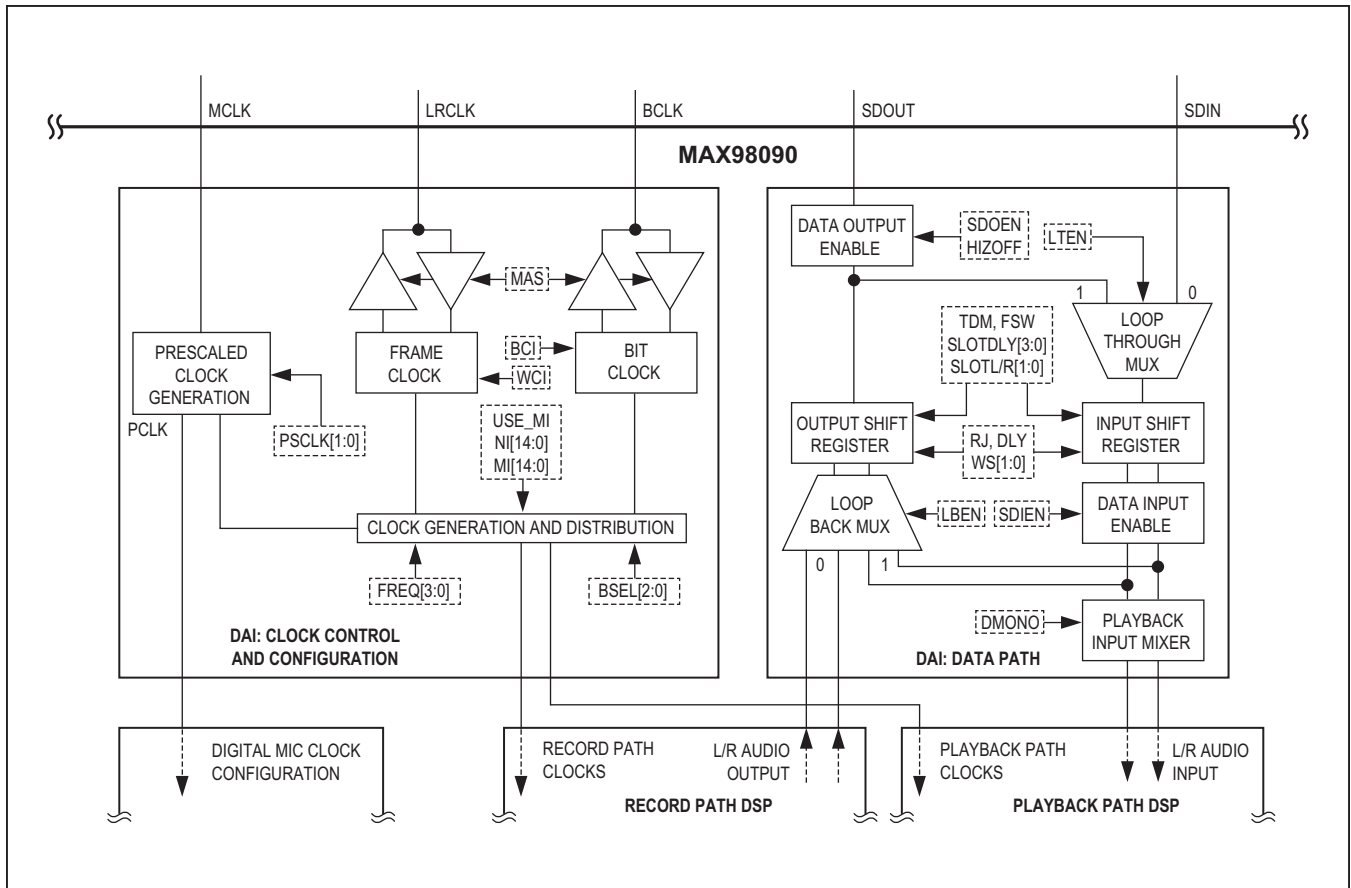 MCLK
LRCLK
BCLK
SDOUT
SDIN
MAX98090
DATA OUTPUT
ENABLE
SDOEN
HIZOFF
LTEN
MAS
1
0
LOOP
THROUGH
MUX
TDM, FSW
SLOTDLY[3:0]
SLOTL/R[1:0]
PRESCALED
CLOCK
GENERATION
FRAME
CLOCK
BCI
WCI
BIT
CLOCK
PCLK
PSCLK[1:0]
USE_MI
NI[14:0]
MI[14:0]
OUTPUT SHIFT
REGISTER
RJ, DLY
WS[1:0]
INPUT SHIFT
REGISTER
LOOP
BACK MUX
LBEN
SDIEN
DATA INPUT
ENABLE
CLOCK GENERATION AND DISTRIBUTION
0
1
FREQ[3:0]
BSEL[2:0]
DMONO
PLAYBACK
INPUT MIXER
DAI: CLOCK CONTROL
AND CONFIGURATION
DAI: DATA PATH
DIGITAL MIC CLOCK
CONFIGURATION
RECORD PATH
CLOCKS
L/R AUDIO
OUTPUT
RECORD PATH DSP
PLAYBACK PATH
CLOCKS
L/R AUDIO
INPUT
PLAYBACK PATH DSP